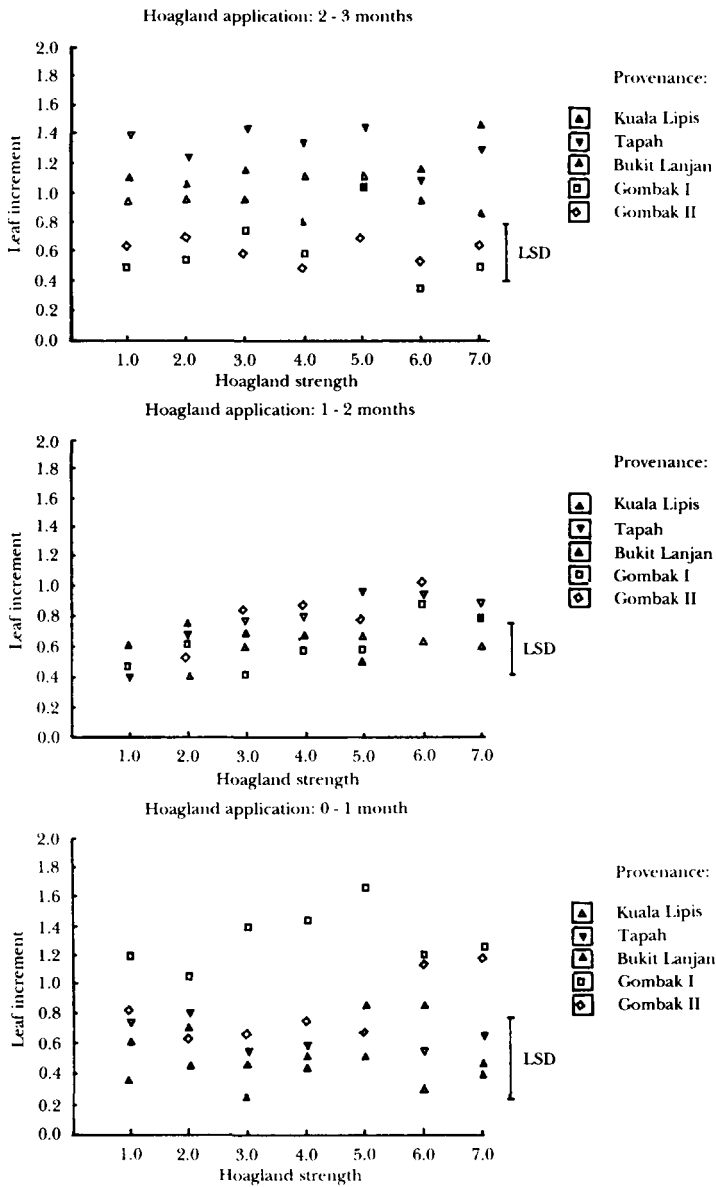 Hoagland application: 2 - 3 months
Leaf increment
2.0
1.8
1.6
1.4
1.2
1.0
0.8
0.6
0.4
0.2
0.0
1.0 2.0 3.0 4.0 5.0 6.0 7.0
Hoagland strength
Provenance:
Kuala Lipis
Tapah
Bukit Lanjan
Gombak I
Gombak II
LSD
Hoagland application: 1 - 2 months
Leaf increment
2.0
1.8
1.6
1.4
1.2
1.0
0.8
0.6
0.4
0.2
0.0
1.0 2.0 3.0 4.0 5.0 6.0 7.0
Hoagland strength
Provenance:
Kuala Lipis
Tapah
Bukit Lanjan
Gombak I
Gombak II
LSD
Hoagland application: 0 - 1 month
Leaf increment
2.0
1.8
1.6
1.4
1.2
1.0
0.8
0.6
0.4
0.2
0.0
1.0 2.0 3.0 4.0 5.0 6.0 7.0
Hoagland strength
Provenance:
Kuala Lipis
Tapah
Bukit Lanjan
Gombak I
Gombak II
LSD